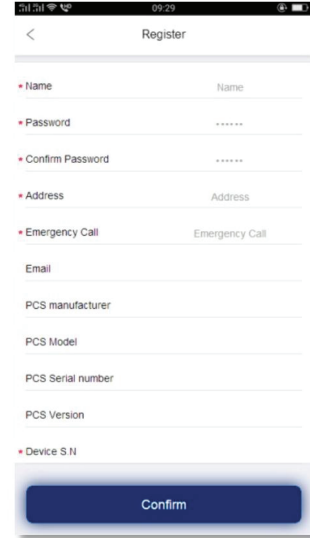 09:29
Register
* Name Name
* Password ......
* Confirm Password ......
* Address Address
* Emergency Call Emergency Call
Email
PCS manufacturer
PCS Model
PCS Serial number
PCS Version
* Device S.N
Confirm